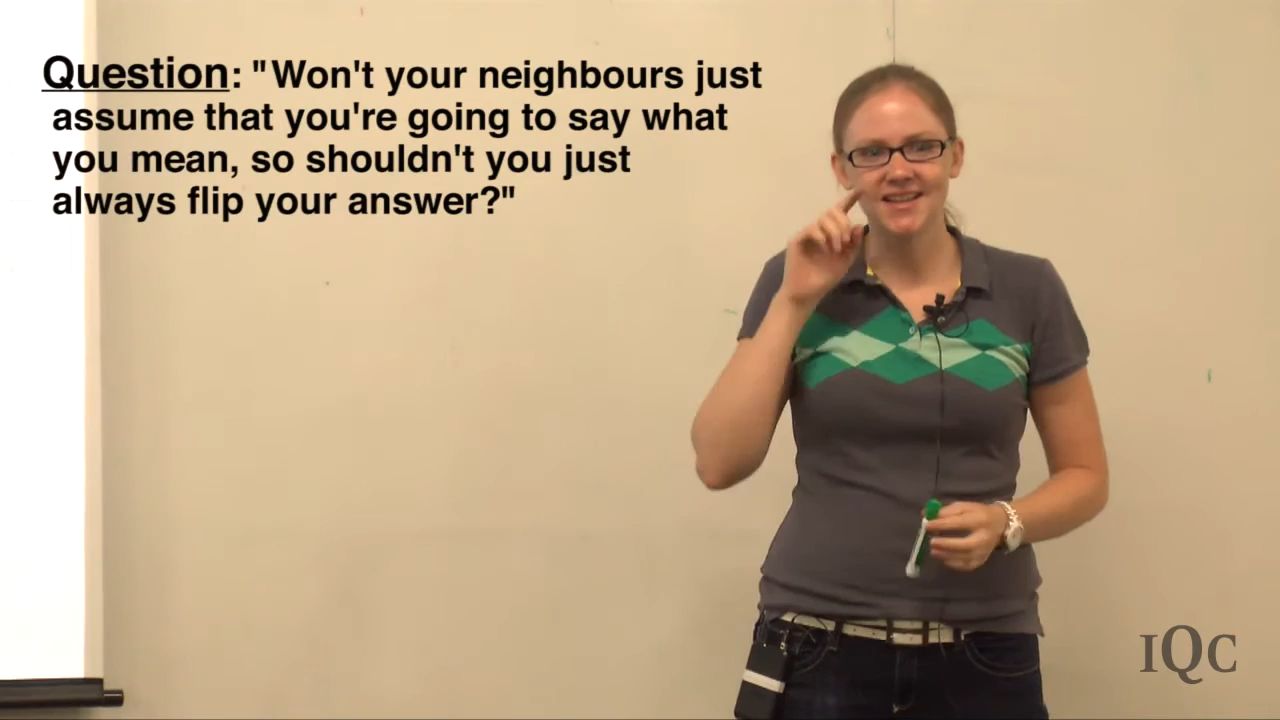 Question: "Won't your neighbours just
assume that you're going to say what
you mean, so shouldn't you just
always flip your answer?"
IQC